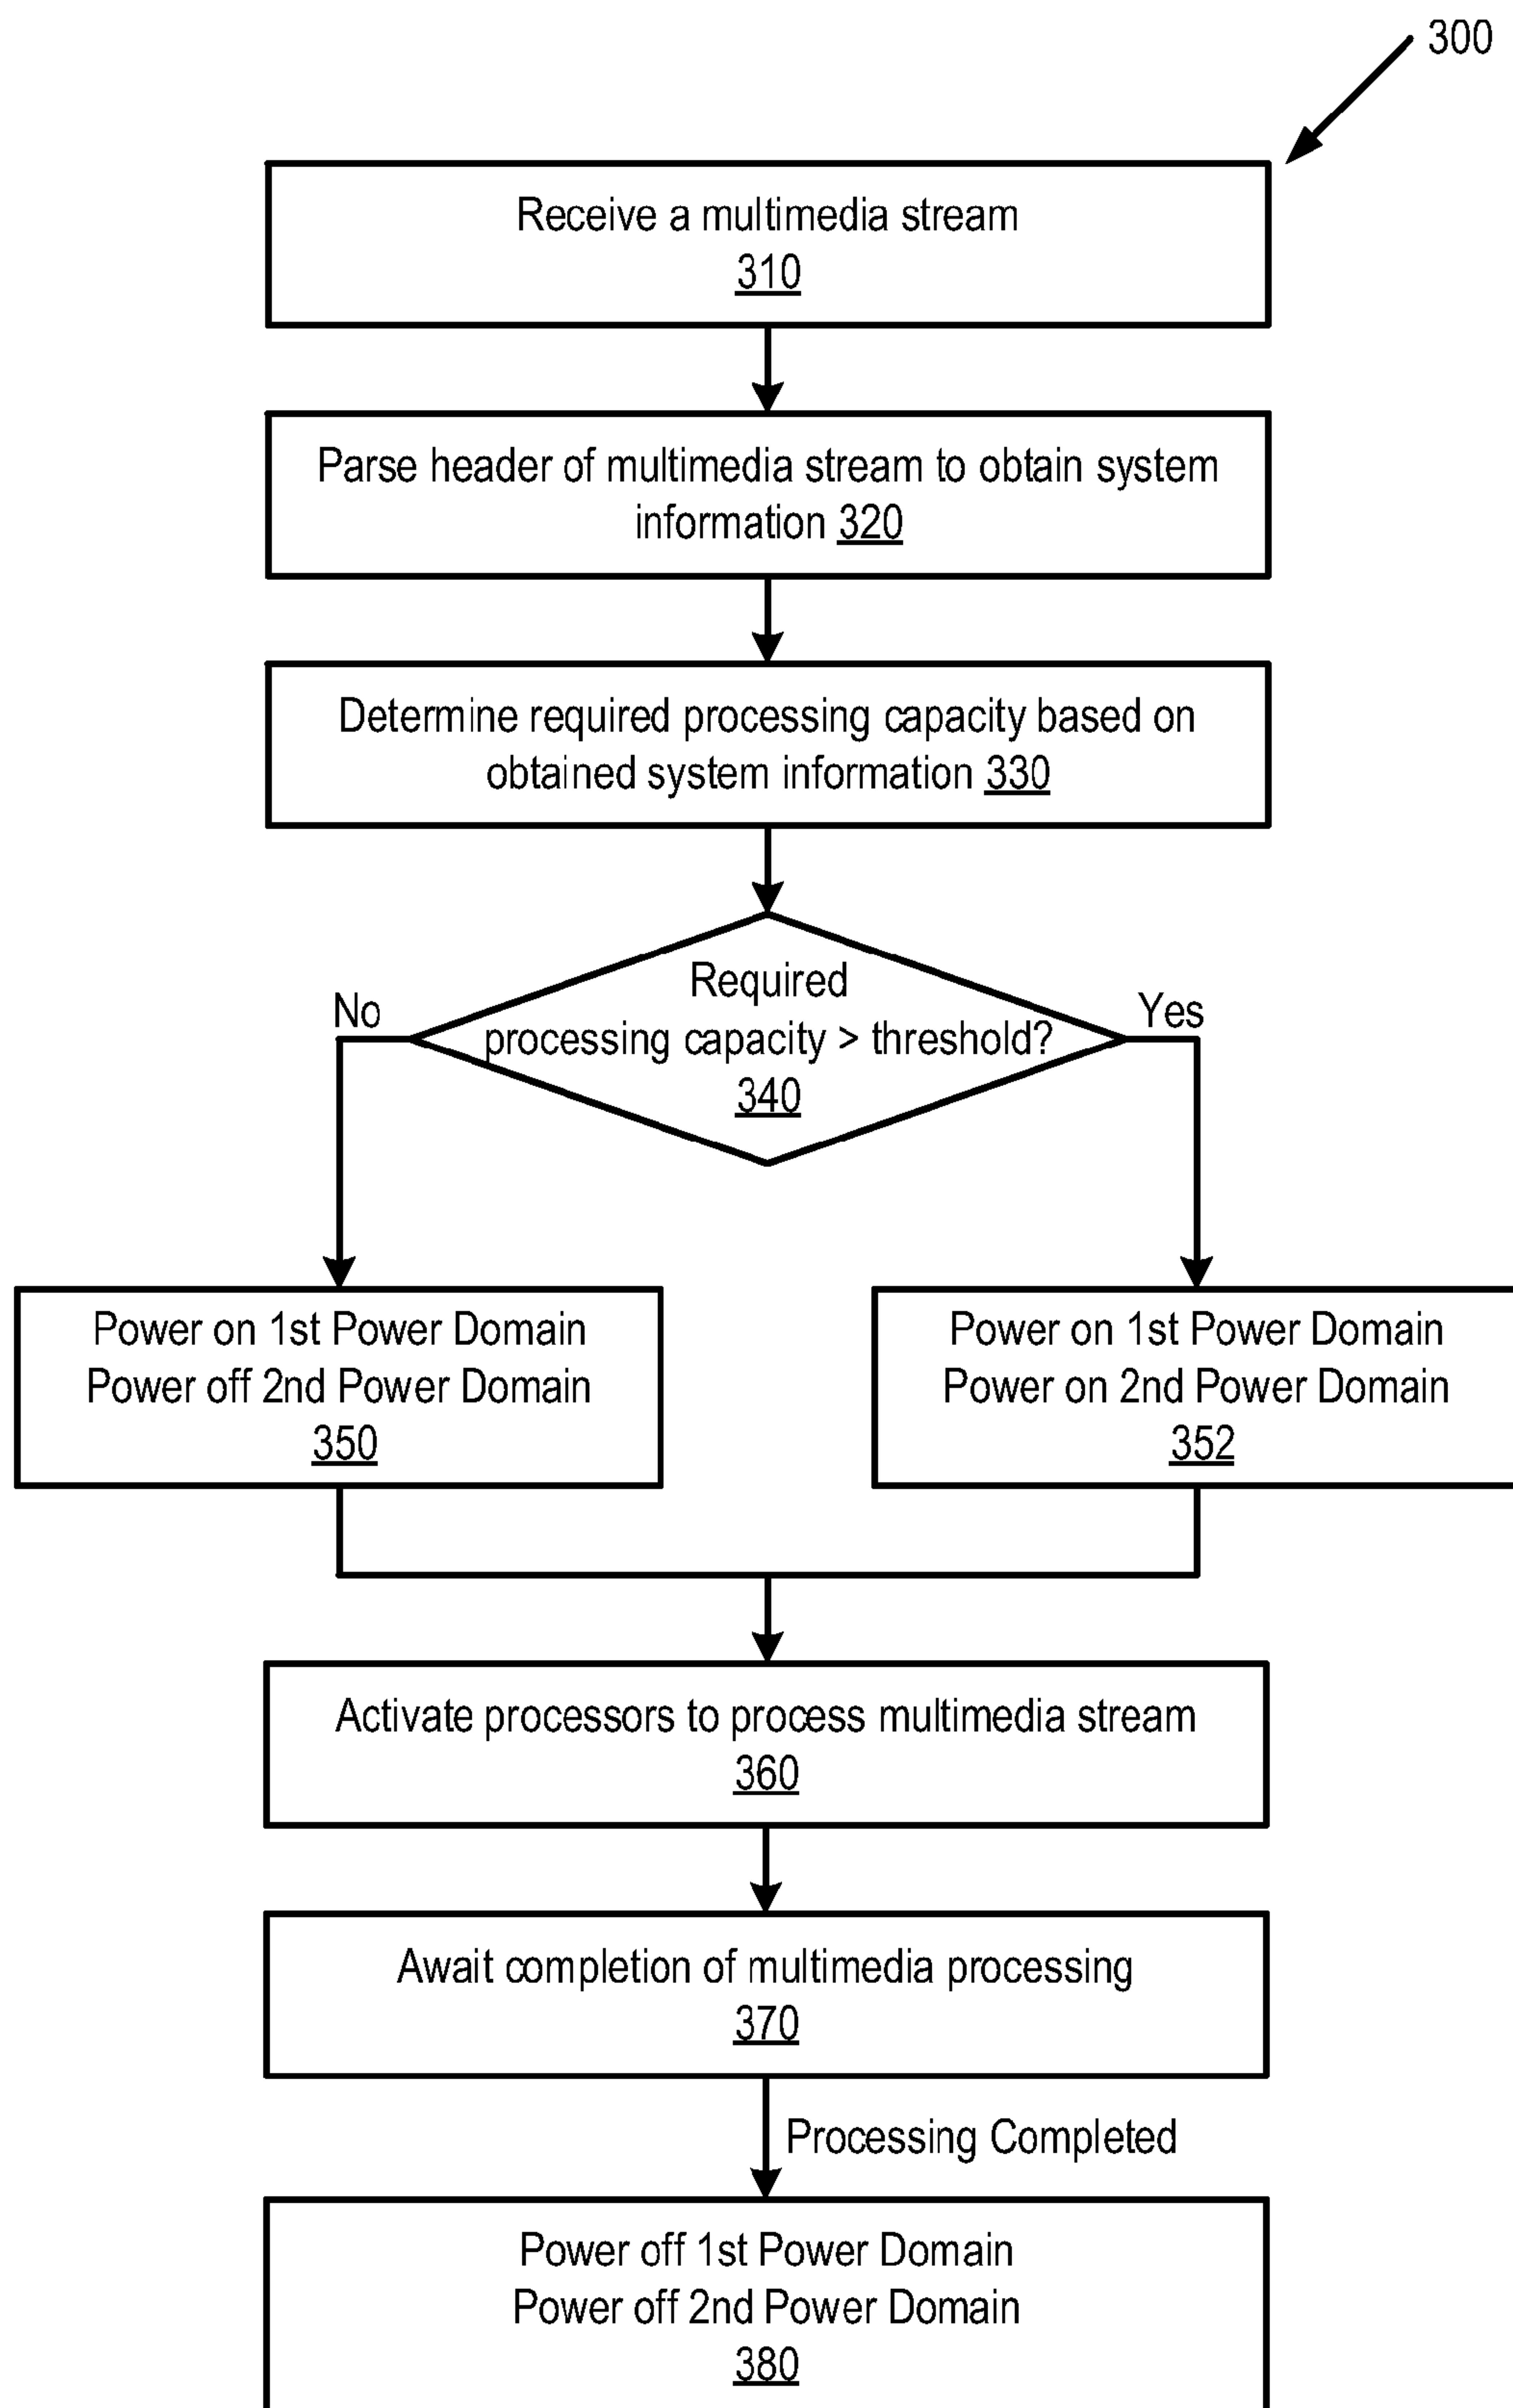 300
Receive a multimedia stream
310
Parse header of multimedia stream to obtain system
information 320
Determine required processing capacity based on
obtained system information 330
Required
processing capacity > threshold?
340
No
Yes
Power on 1st Power Domain
Power off 2nd Power Domain
350
Power on 1st Power Domain
Power on 2nd Power Domain
352
Activate processors to process multimedia stream
360
Await completion of multimedia processing
370
Processing Completed
Power off 1st Power Domain
Power off 2nd Power Domain
380